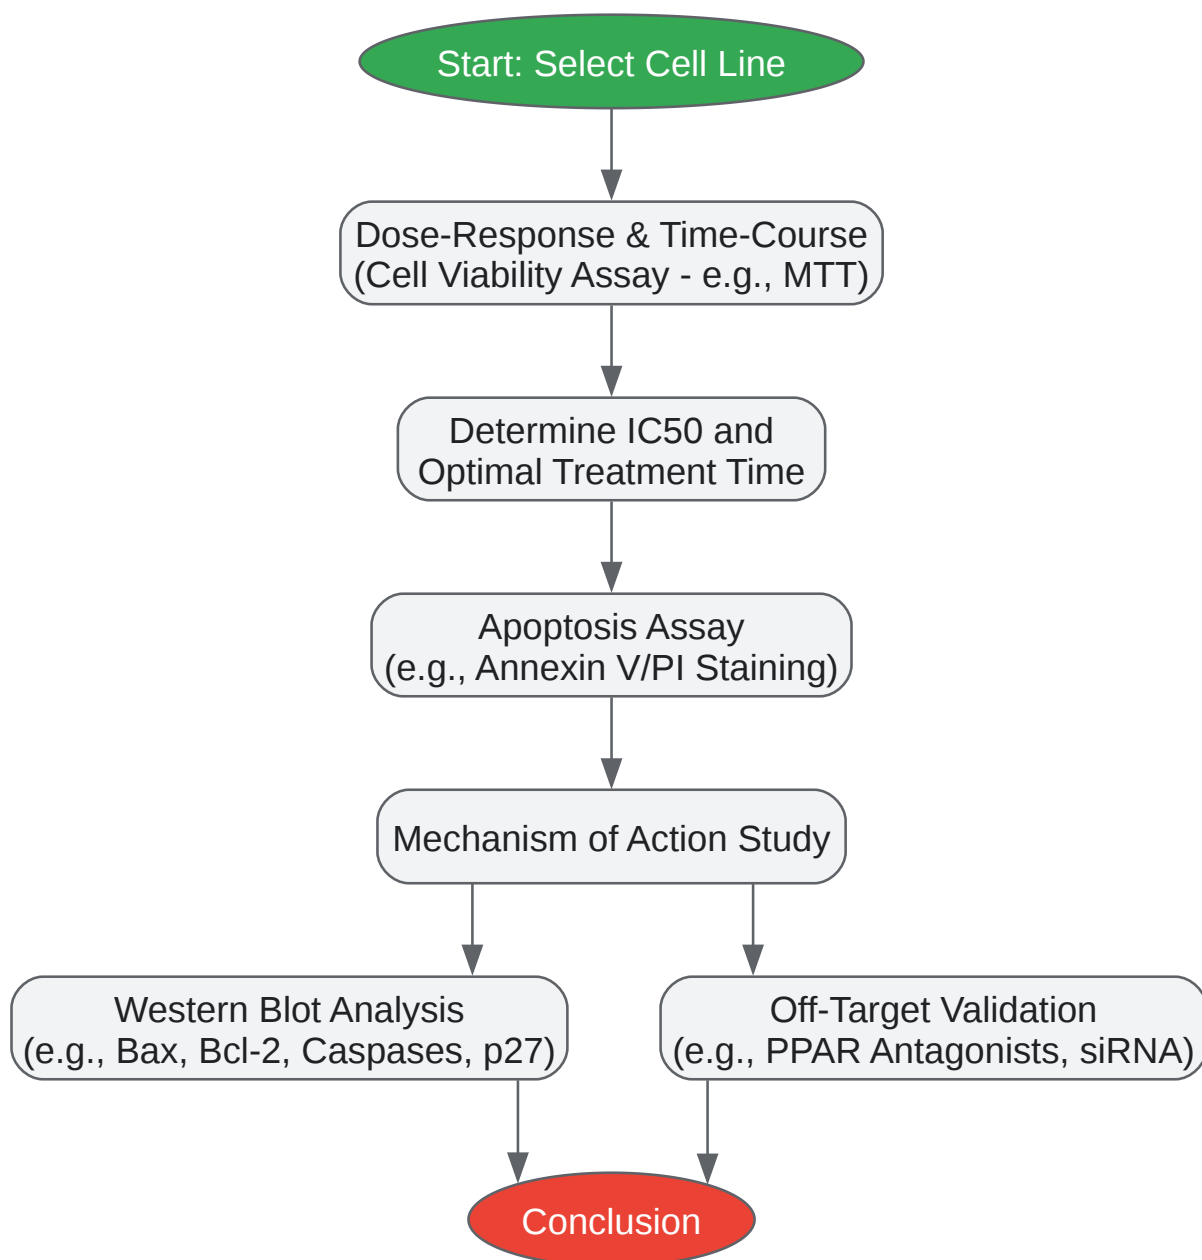 Start: Select Cell Line
Dose-Response & Time-Course
(Cell Viability Assay - e.g., MTT)
Determine IC50 and
Optimal Treatment Time
Apoptosis Assay
(e.g., Annexin V/PI Staining)
Mechanism of Action Study
Western Blot Analysis
(e.g., Bax, Bcl-2, Caspases, p27)
Off-Target Validation
(e.g., PPAR Antagonists, siRNA)
Conclusion